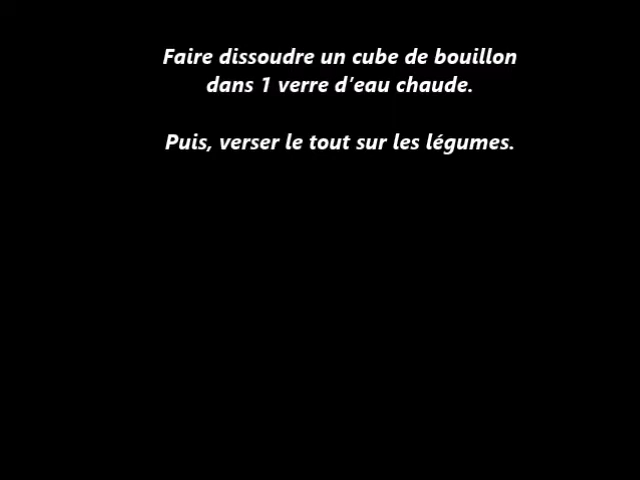 Faire dissoudre un cube de bouillon
dans 1 verre d’eau chaude.
Puis, verser le tout sur les légumes.